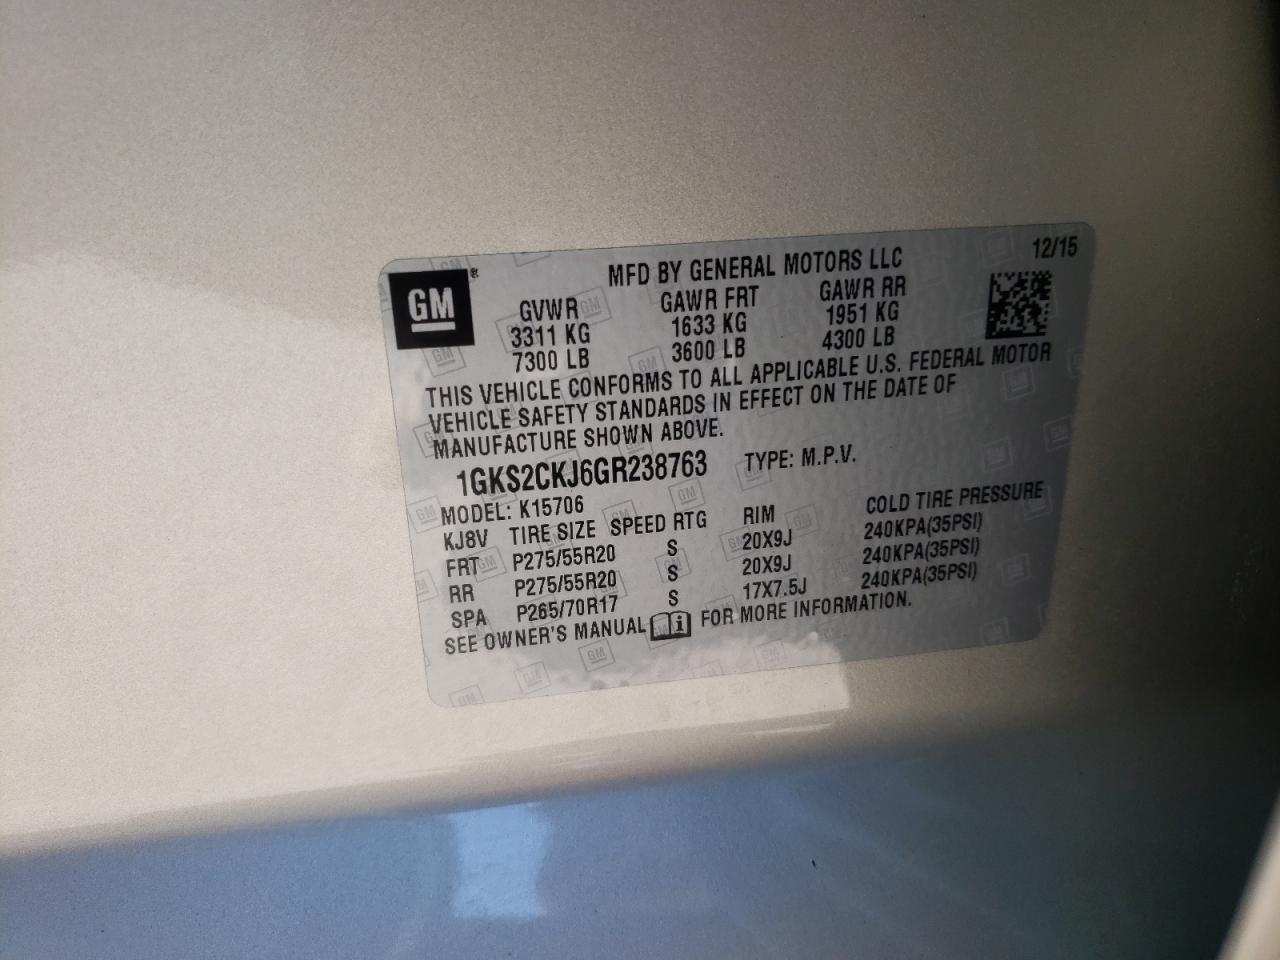 GM
MFD BY GENERAL MOTORS LLC 12/15
GVWR GAWR FRT GAWR RR
3311 KG 1633 KG 1951 KG
7300 LB 3600 LB 4300 LB
THIS VEHICLE CONFORMS TO ALL APPLICABLE U.S. FEDERAL MOTOR
VEHICLE SAFETY STANDARDS IN EFFECT ON THE DATE OF
MANUFACTURE SHOWN ABOVE.
1GKS2CKJ6GR238763 TYPE: M.P.V.
MODEL: K15706
KJ8V TIRE SIZE SPEED RTG RIM COLD TIRE PRESSURE
FRT P275/55R20 S 20X9J 240KPA(35PSI)
RR P275/55R20 S 20X9J 240KPA(35PSI)
SPA P265/70R17 S 17X7.5J 240KPA(35PSI)
SEE OWNER'S MANUAL i FOR MORE INFORMATION.